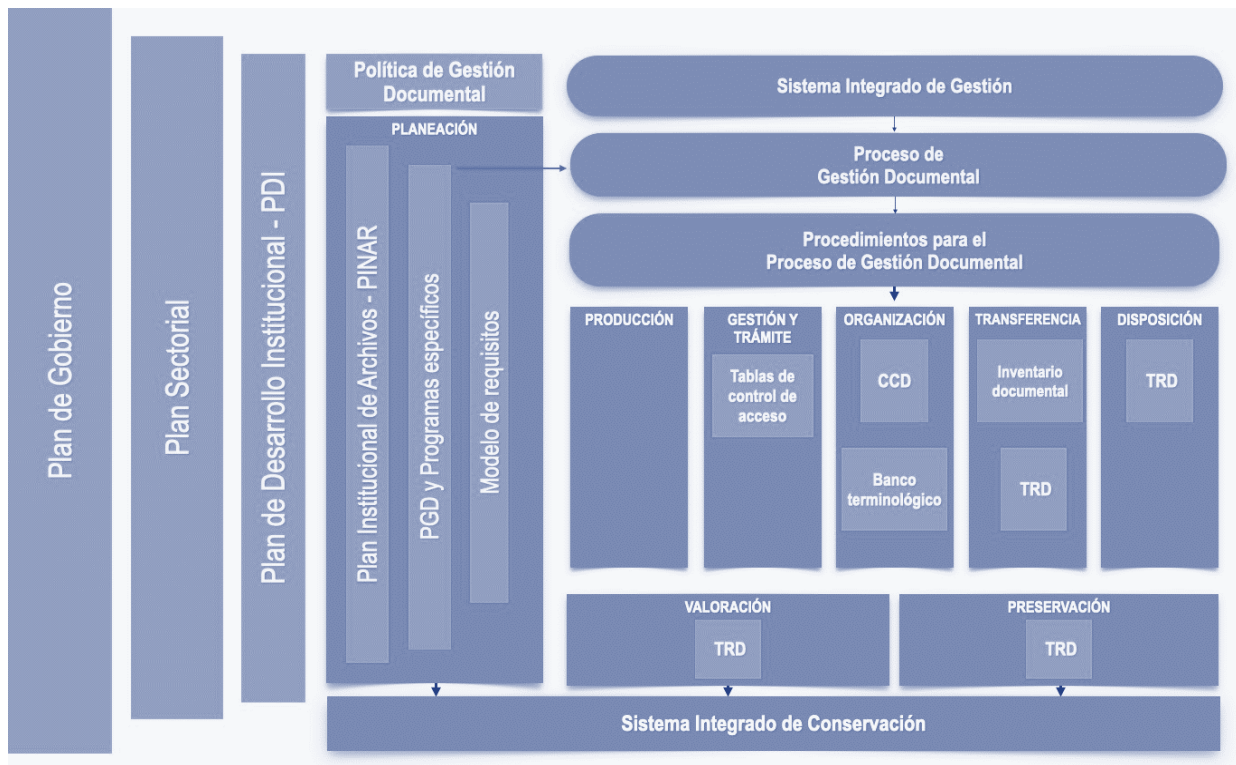 Plan de Gobierno
Plan Sectorial
Plan de Desarrollo Institucional - PDI
Política de Gestión
Documental
PLANEACIÓN
Plan Institucional de Archivos - PINAR
PGD y Programas específicos
Modelo de requisitos
Sistema Integrado de Gestión
Proceso de
Gestión Documental
Procedimientos para el
Proceso de Gestión Documental
PRODUCCIÓN
GESTIÓN Y
TRÁMITE
Tablas de
control de
acceso
ORGANIZACIÓN
CCD
Banco
terminológico
TRANSFERENCIA
Inventario
documental
TRD
DISPOSICIÓN
TRD
VALORACIÓN
TRD
PRESERVACIÓN
TRD
Sistema Integrado de Conservación